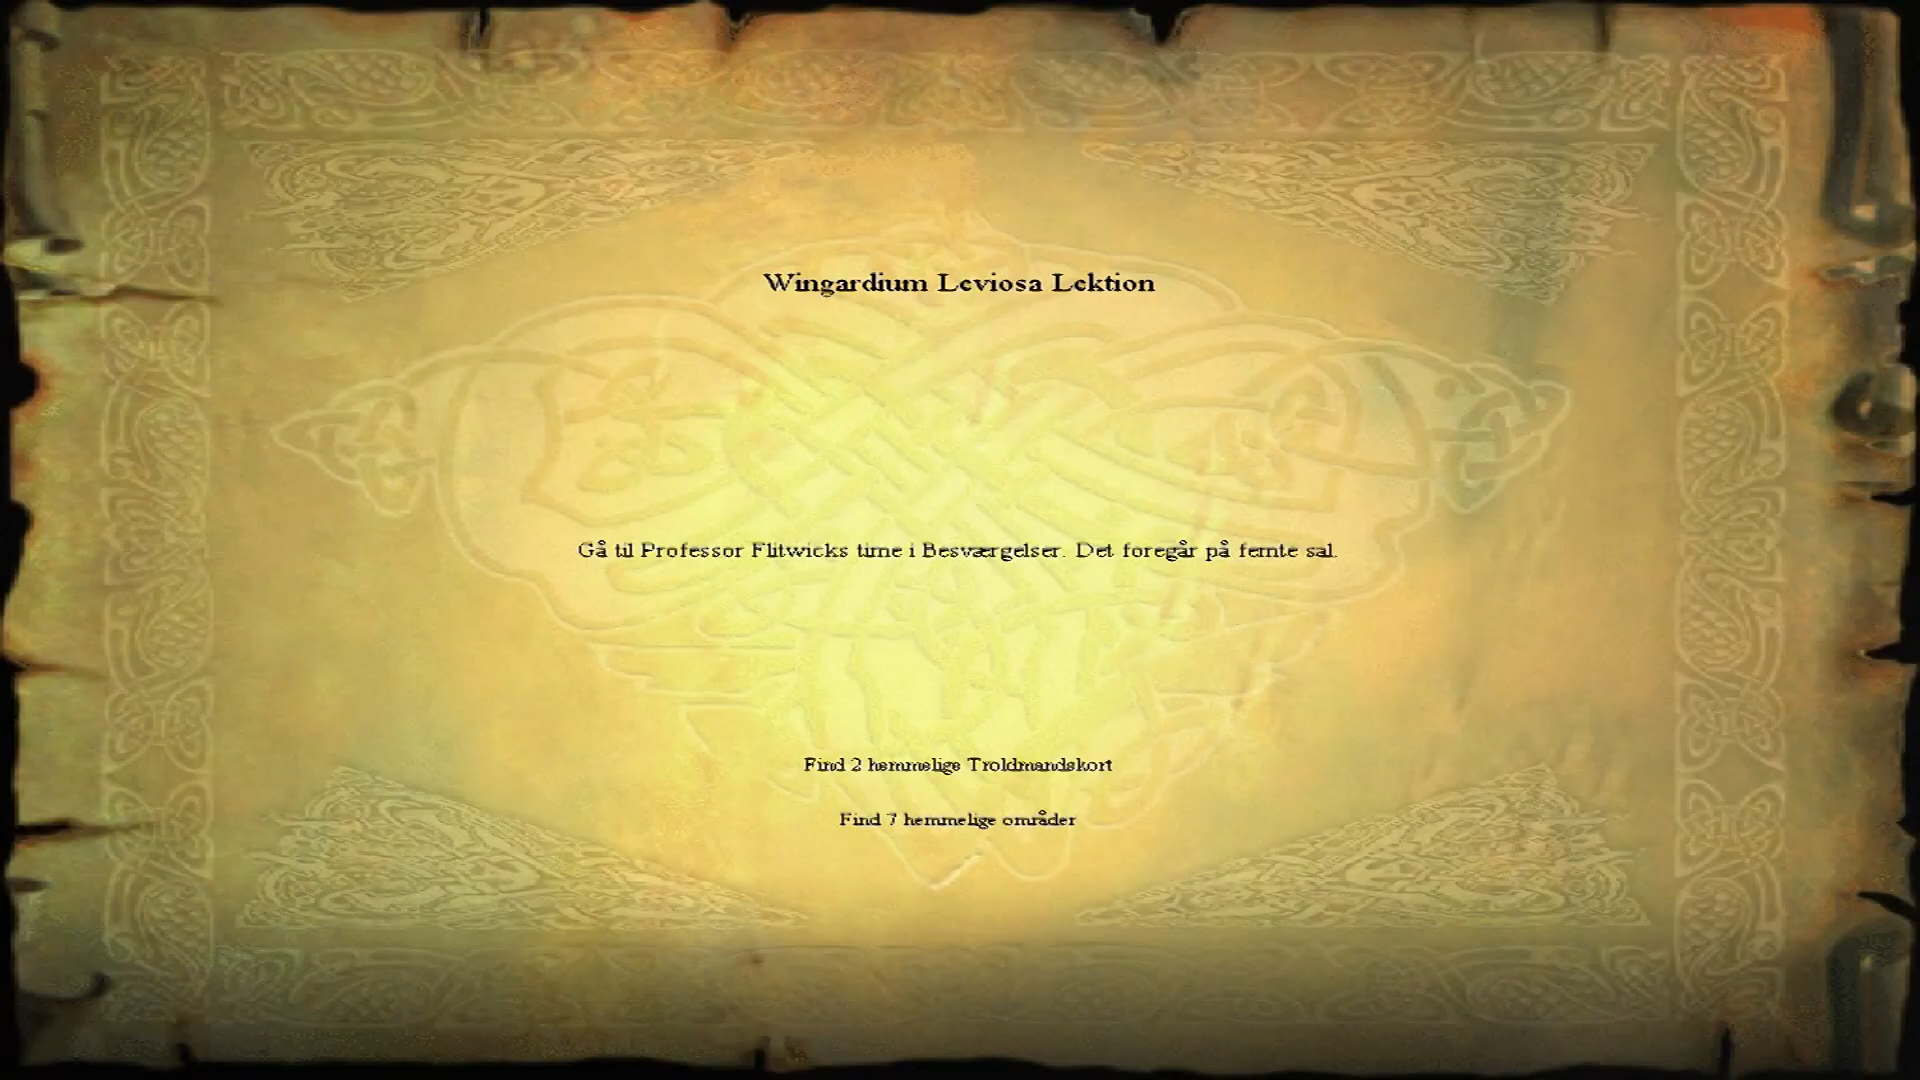 Wingardium Leviosa Lektion
Gå til Professor Flitwicks time i Besværgelser. Det foregår på femte sal.
Find 2 hemmelige Troldmandskort
Find 7 hemmelige områder